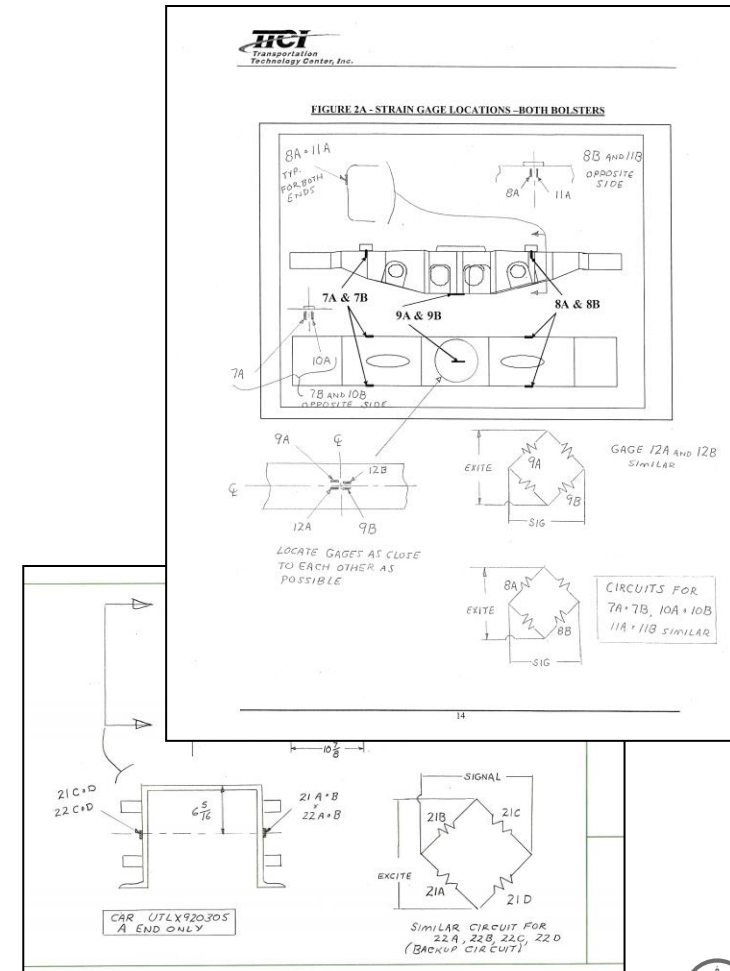 TTCI
Transportation
Technology Center, Inc.
FIGURE 2A - STRAIN GAGE LOCATIONS –BOTH BOLSTERS
8A • 11A
TYP.
FOR BOTH
ENDS
8B AND 11B
OPPOSITE
SIDE
8A
11A
7A & 7B
9A & 9B
8A & 8B
7A
10A
7B AND 10B
OPPOSITE SIDE
9A
℄
12B
℄
12A
9B
LOCATE GAGES AS CLOSE
TO EACH OTHER AS
POSSIBLE
EXITE
9A
9B
SIG
GAGE 12A AND 12B
SIMILAR
EXITE
8A
8B
SIG
CIRCUITS FOR
7A • 7B, 10A • 10B
11A • 11B SIMILAR
14
10 7/8
21C • D
22C • D
6 5/16
21A • B
22A • B
CAR UTLX920305
A END ONLY
SIGNAL
EXCITE
21B
21C
21A
21D
SIMILAR CIRCUIT FOR
22A, 22B, 22C, 22D
(BACKUP CIRCUIT)